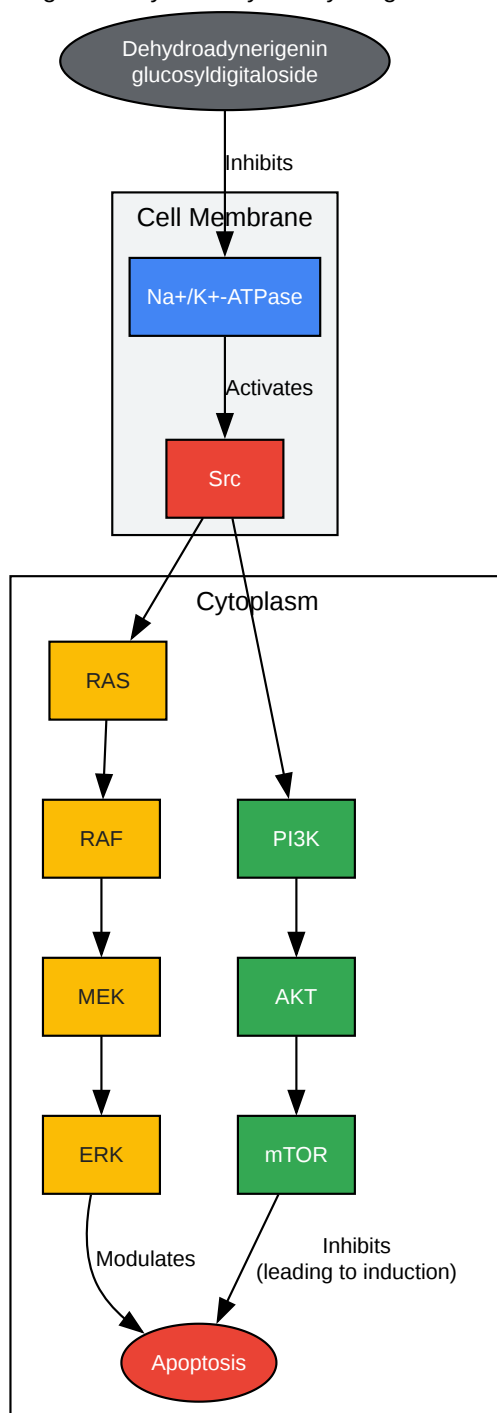 Dehydroadynerigenin
glucosyldigitaloside
Inhibits
Cell Membrane
Na+/K+-ATPase
Activates
Src
Cytoplasm
RAS
RAF
PI3K
MEK
AKT
ERK
mTOR
Modulates
Inhibits
(leading to induction)
Apoptosis